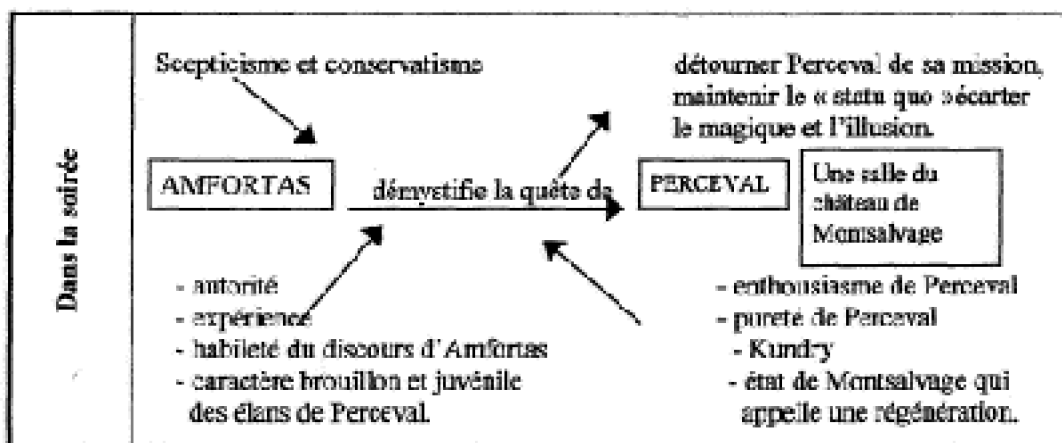 Dans la soirée
Scepticisme et conservatisme
détourner Perceval de sa mission,
maintenir le « statu quo »écarter
le magique et l'illusion.
AMFORTAS
démystifie la quête de
PERCEVAL
Une salle du
château de
Montsalvage
- autorité
- expérience
- habileté du discours d'Amfortas
- caractère brouillon et juvénile
des élans de Perceval.
- enthousiasme de Perceval
- pureté de Perceval
- Kundry
- état de Montsalvage qui
appelle une régénération.